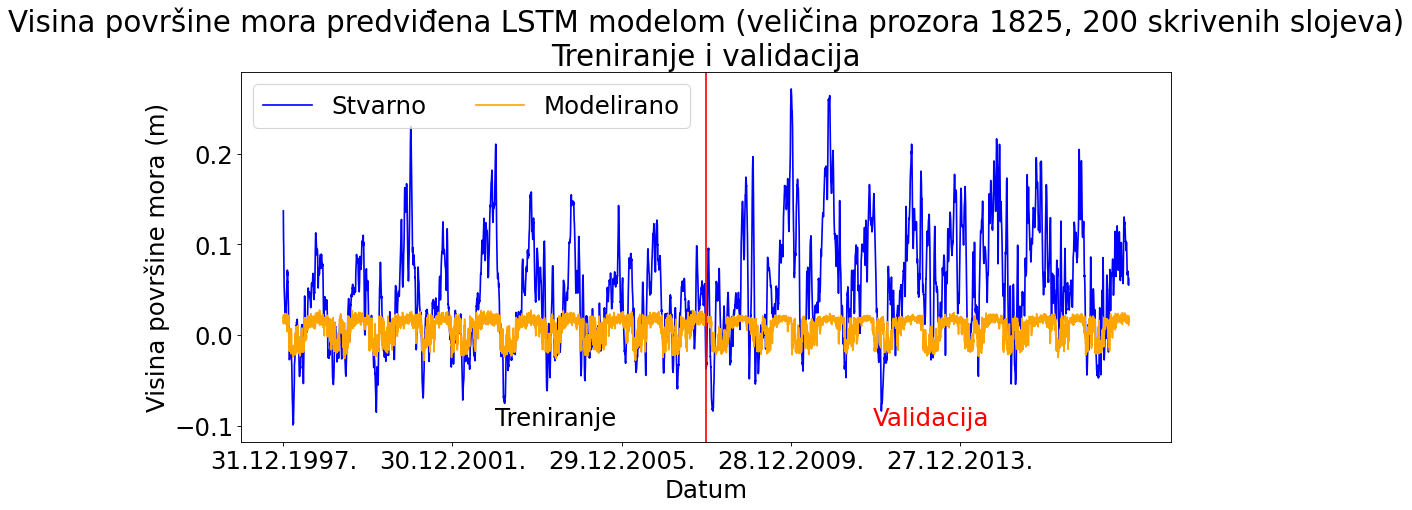 Visina površine mora predviđena LSTM modelom (veličina prozora 1825, 200 skrivenih slojeva)
Treniranje i validacija
Stvarno
Modelirano
Visina površine mora (m)
0.2
0.1
0.0
−0.1
Treniranje
Validacija
31.12.1997.
30.12.2001.
29.12.2005.
28.12.2009.
27.12.2013.
Datum